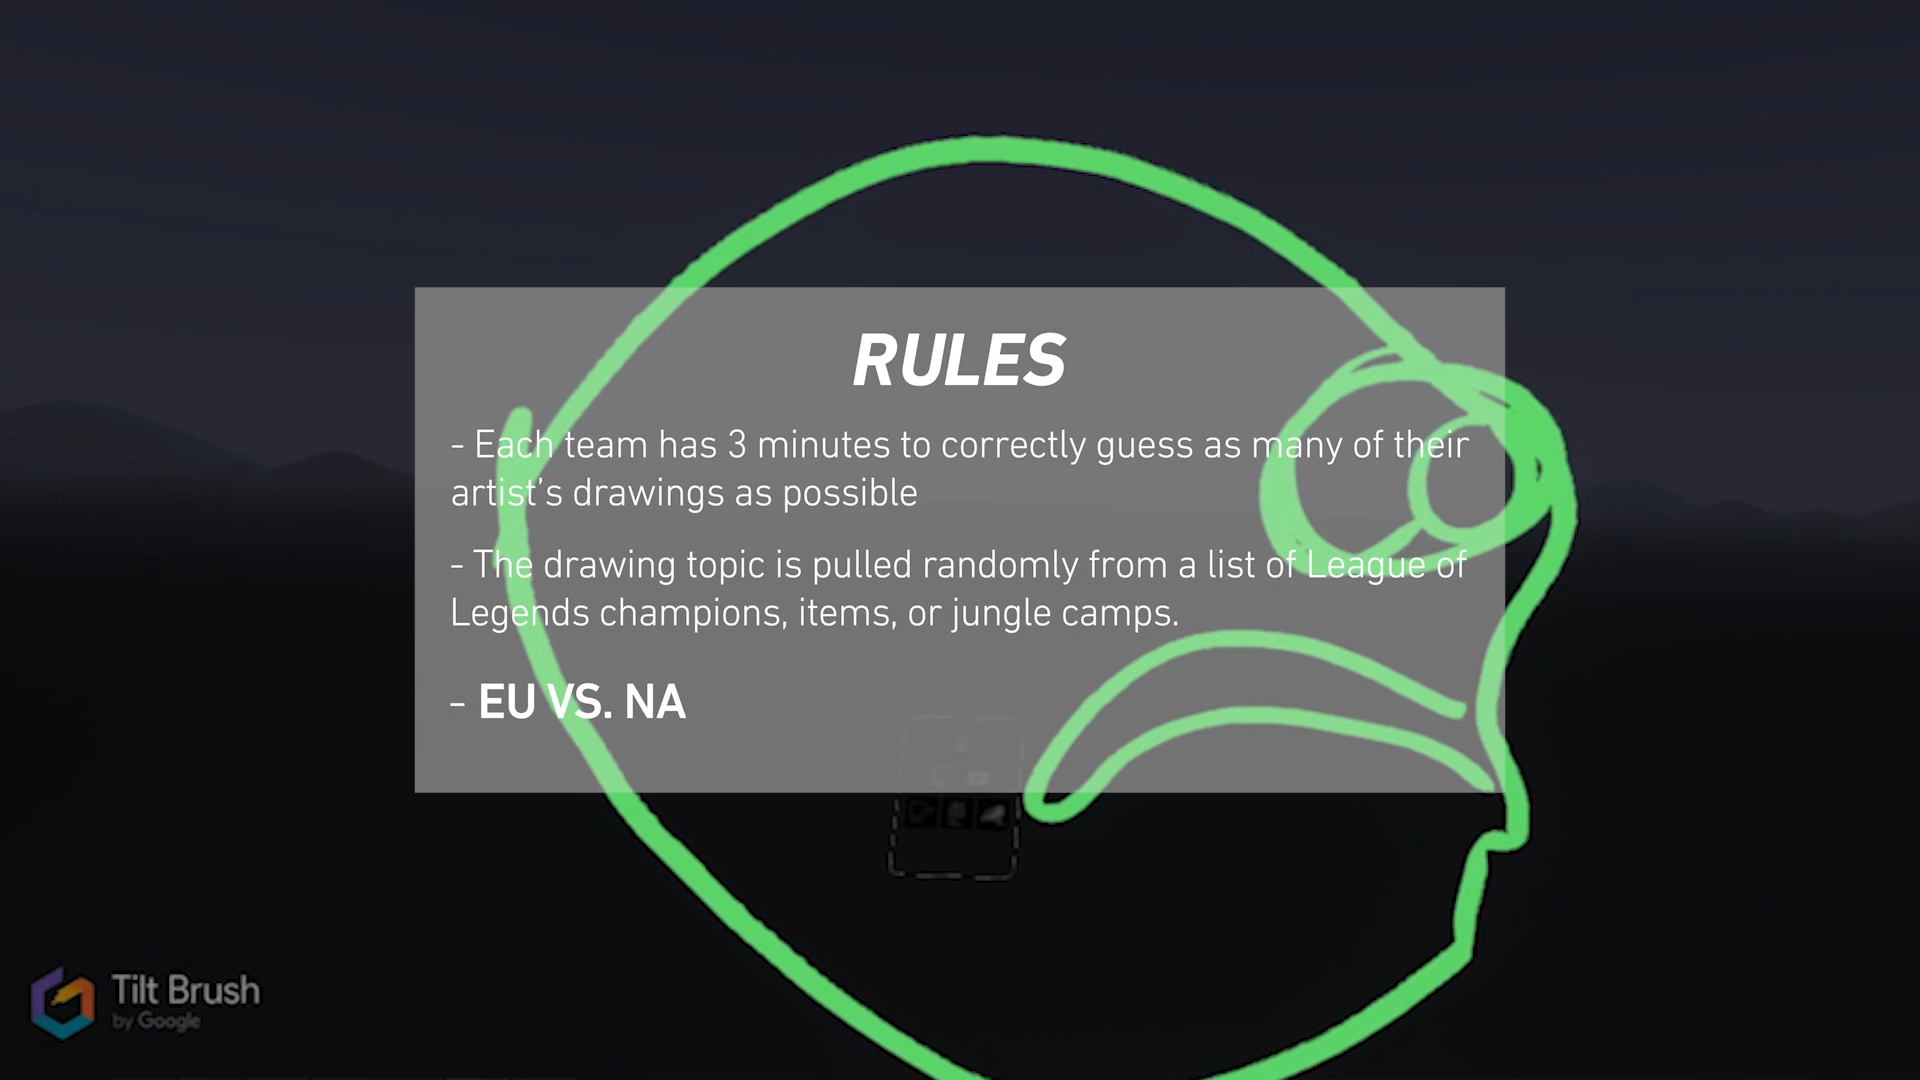 RULES
- Each team has 3 minutes to correctly guess as many of their
artist's drawings as possible
- The drawing topic is pulled randomly from a list of League of
Legends champions, items, or jungle camps.
- EU VS. NA
Tilt Brush
by Google